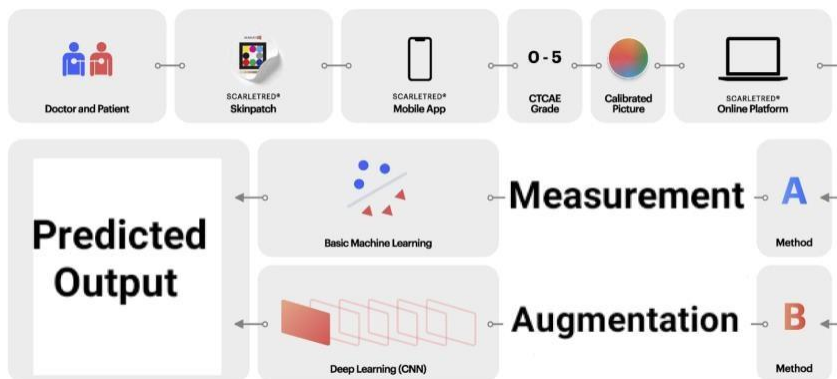 Doctor and Patient
SCARLETRED®
Skinpatch
SCARLETRED®
Mobile App
0 - 5
CTCAE
Grade
Calibrated
Picture
SCARLETRED®
Online Platform
Predicted
Output
Basic Machine Learning
Measurement
A
Method
Deep Learning (CNN)
Augmentation
B
Method